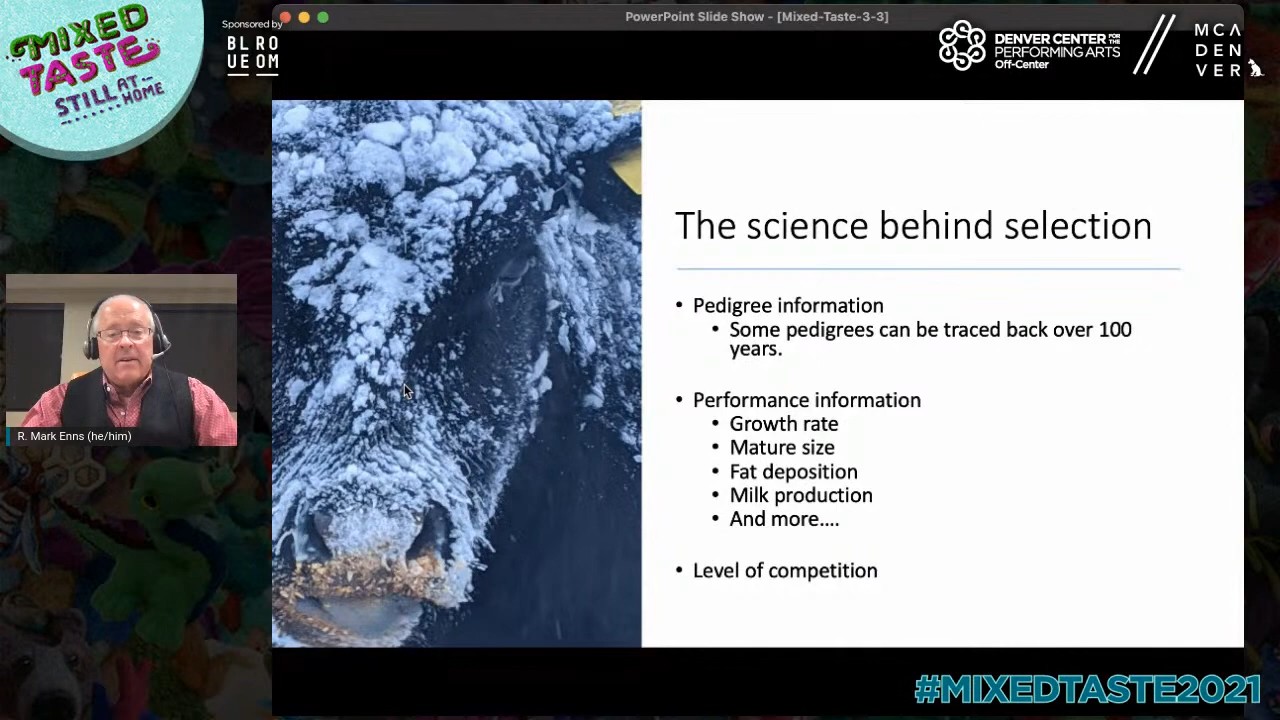 MIXED
TASTE
STILL AT
HOME
Sponsored by
BL RO
UE OM
PowerPoint Slide Show - [Mixed-Taste-3-3]
DENVER CENTER FOR THE
PERFORMING ARTS
Off-Center
MCA
DEN
VER
The science behind selection
• Pedigree information
• Some pedigrees can be traced back over 100
years.
• Performance information
• Growth rate
• Mature size
• Fat deposition
• Milk production
• And more....
• Level of competition
R. Mark Enns (he/him)
#MIXEDTASTE2021